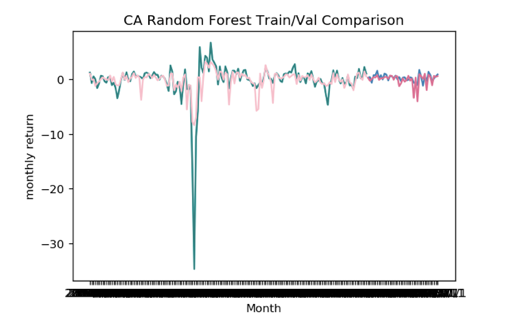 CA Random Forest Train/Val Comparison
0
−10
−20
−30
monthly return
Month